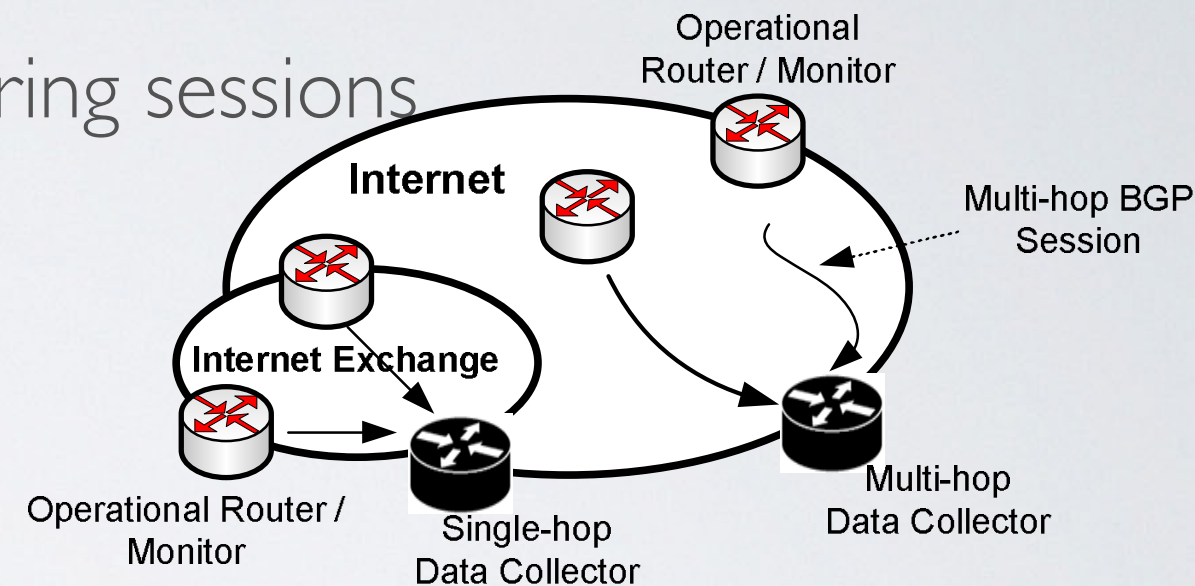 ring sessions
Operational
Router / Monitor
Internet
Multi-hop BGP
Session
Internet Exchange
Operational Router /
Monitor
Single-hop
Data Collector
Multi-hop
Data Collector